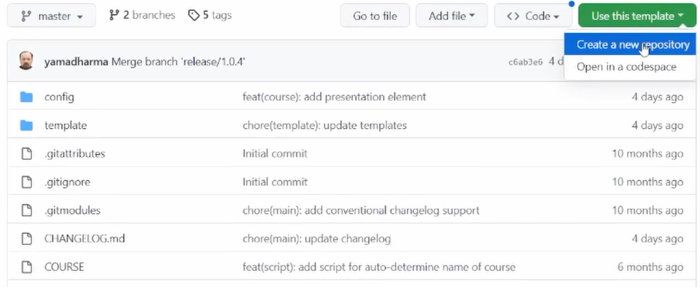 master 2 branches 5 tags Go to file Add file Code Use this template
Create a new repository
yamadharma Merge branch 'release/1.0.4' c6ab3e6 4 d
Open in a codespace
config feat(course): add presentation element 4 days ago
template chore(template): update templates 4 days ago
.gitattributes Initial commit 10 months ago
.gitignore Initial commit 10 months ago
.gitmodules chore(main): add conventional changelog support 10 months ago
CHANGELOG.md chore(main): update changelog 4 days ago
COURSE feat(script): add script for auto-determine name of course 6 months ago